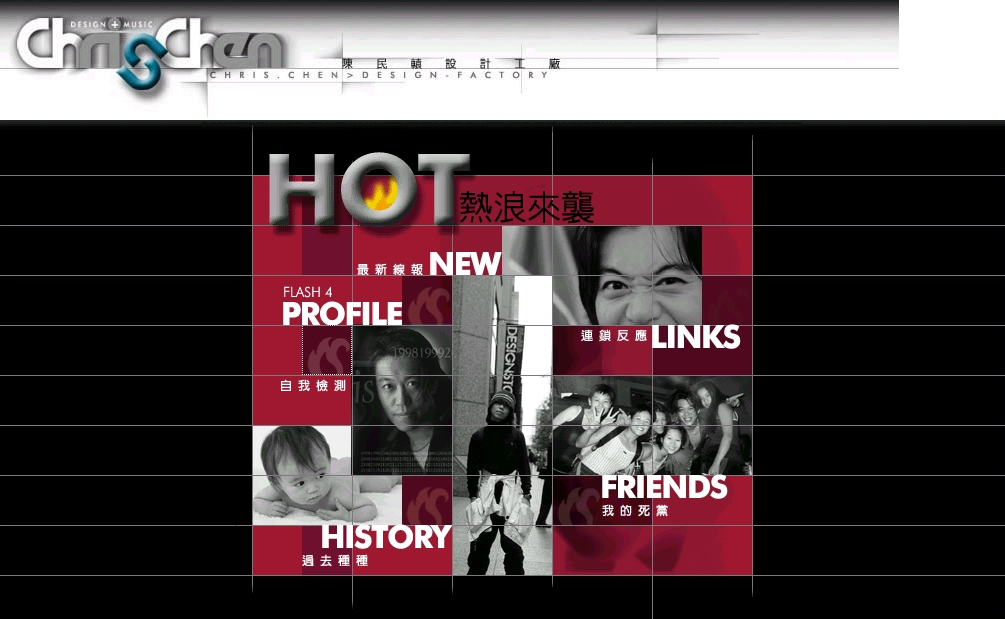 DESIGN + MUSIC
ChrisChen
陳民幀設計工廠
CHRIS.CHEN>DESIGN-FACTORY
HOT
熱浪來襲
最新線報 NEW
FLASH 4
PROFILE
自我檢測
199819992
DESIGNSTO
連鎖反應 LINKS
FRIENDS
我的死黨
HISTORY
過去種種